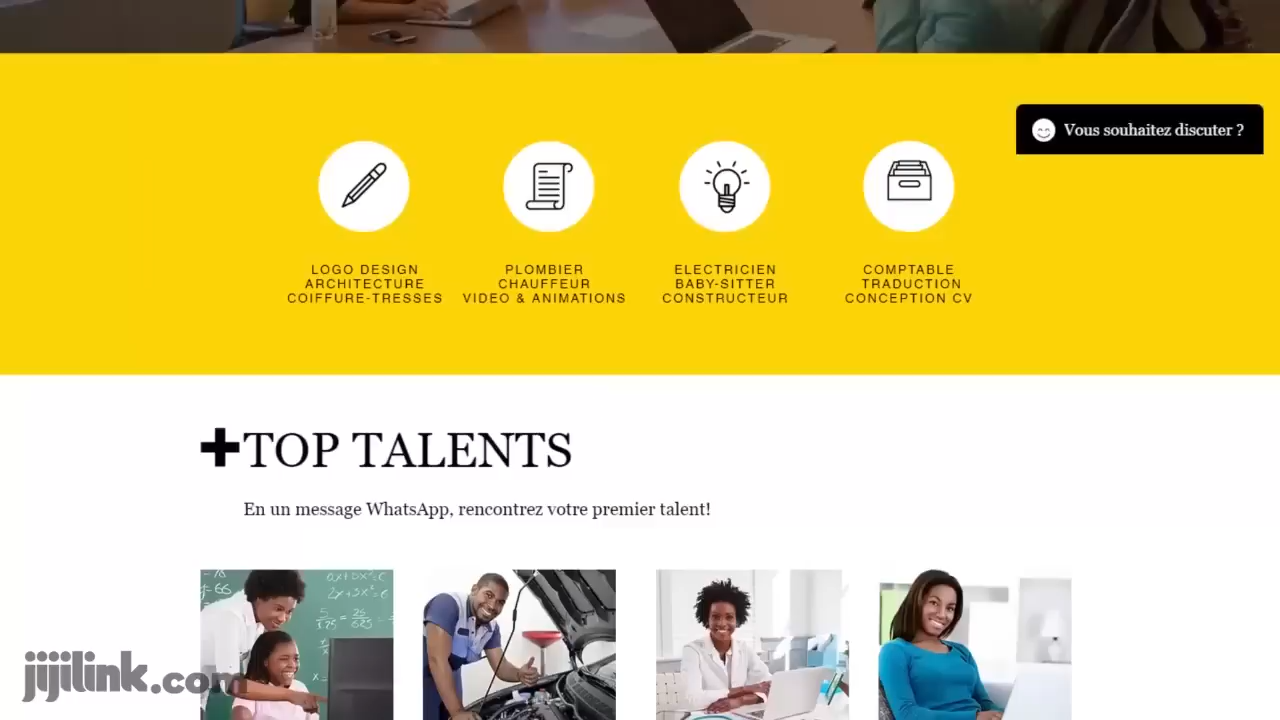 Vous souhaitez discuter ?
LOGO DESIGN
ARCHITECTURE
COIFFURE-TRESSES
PLOMBIER
CHAUFFEUR
VIDEO & ANIMATIONS
ELECTRICIEN
BABY-SITTER
CONSTRUCTEUR
COMPTABLE
TRADUCTION
CONCEPTION CV
+TOP TALENTS
En un message WhatsApp, rencontrez votre premier talent!
jijilink.com